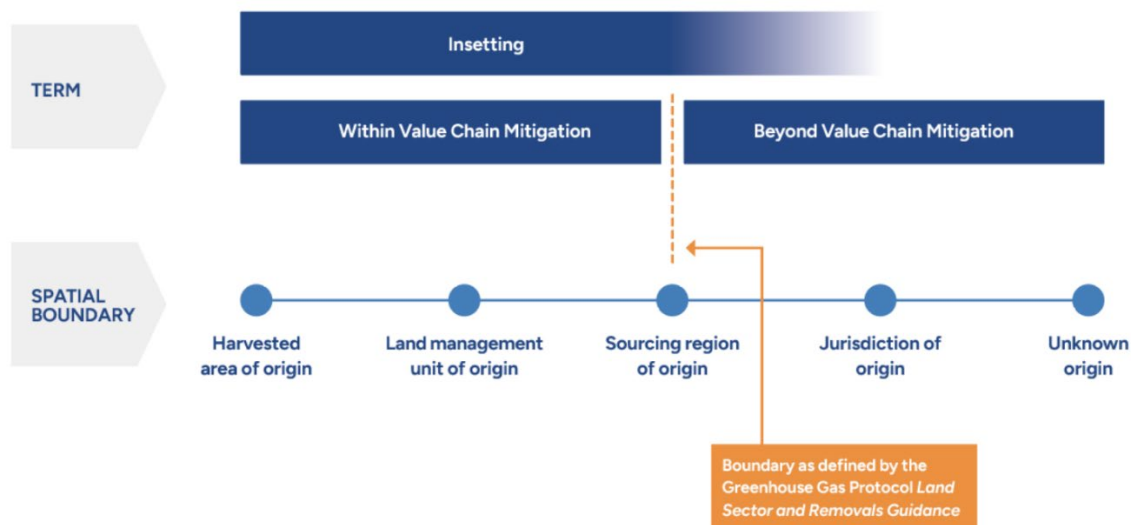 Insetting
TERM
Within Value Chain Mitigation
Beyond Value Chain Mitigation
SPATIAL
BOUNDARY
Harvested
area of origin
Land management
unit of origin
Sourcing region
of origin
Jurisdiction of
origin
Unknown
origin
Boundary as defined by the
Greenhouse Gas Protocol Land
Sector and Removals Guidance